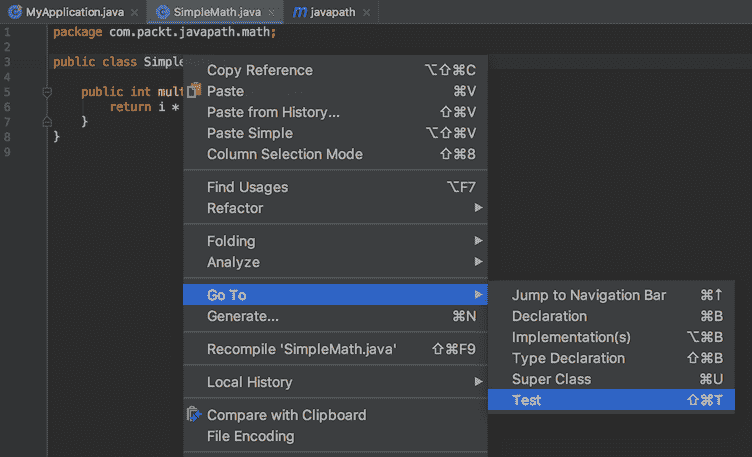 MyApplication.java × SimpleMath.java × m javapath ×
1 package com.packt.javapath.math;
2
3 public class Simple
4
5 public int mult
6 return i *
7 }
8 }
9
Copy Reference ⌥⇧⌘C
Paste ⌘V
Paste from History... ⇧⌘V
Paste Simple ⌥⇧⌘V
Column Selection Mode ⇧⌘8
Find Usages ⌥F7
Refactor
Folding
Analyze
Go To
Generate... ⌘N
Recompile 'SimpleMath.java' ⇧⌘F9
Local History
Compare with Clipboard
File Encoding
Jump to Navigation Bar ⌘↑
Declaration ⌘B
Implementation(s) ⌥⌘B
Type Declaration ⇧⌘B
Super Class ⌘U
Test ⇧⌘T